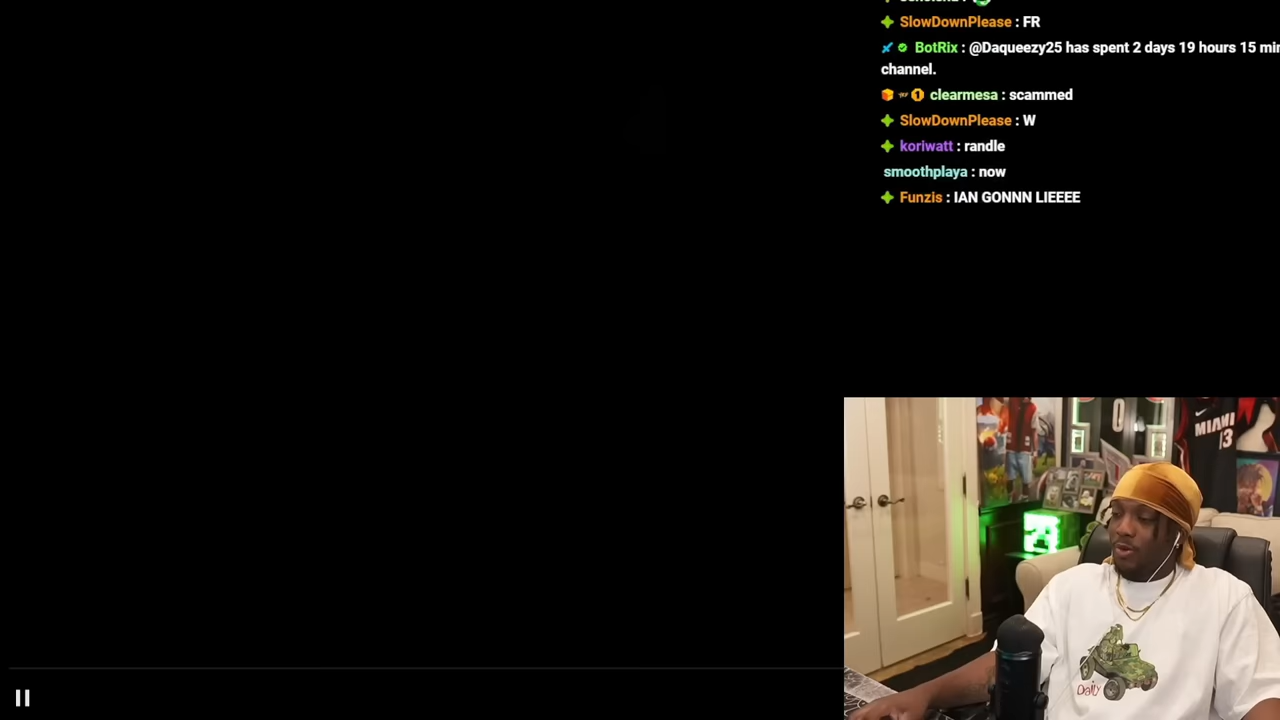 SlowDownPlease : FR
BotRix : @Daqueezy25 has spent 2 days 19 hours 15
channel.
clearmesa : scammed
SlowDownPlease : W
koriwatt : randle
smoothplaya : now
Funzis : IAN GONNN LIEEEE
0
MIAMI
13
Daily